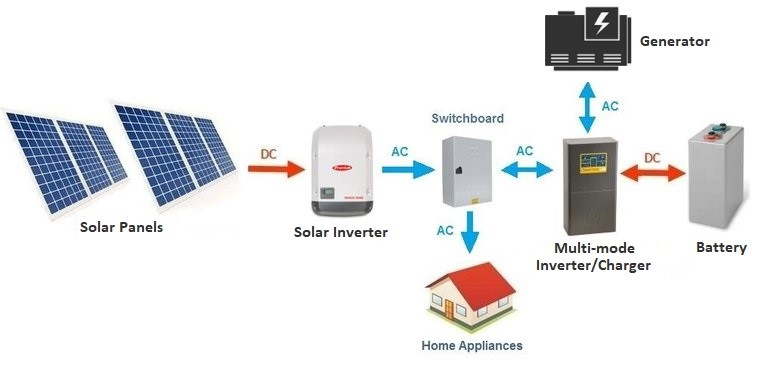 Generator
AC
Switchboard
DC
AC
AC
DC
Solar Panels
Solar Inverter
AC
Multi-mode
Inverter/Charger
Battery
Home Appliances